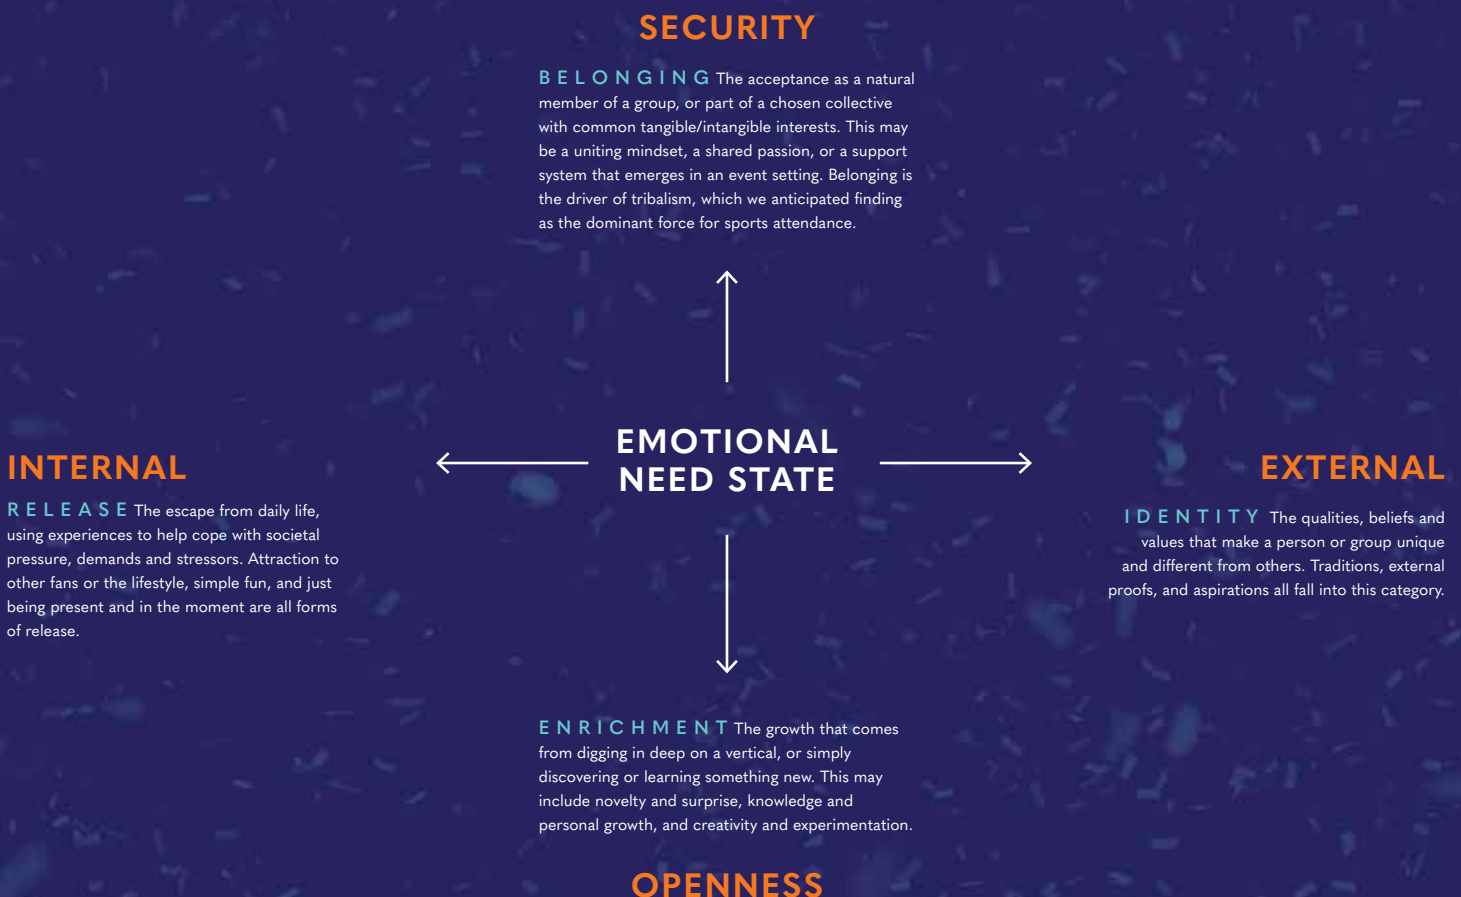 SECURITY
BELONGING The acceptance as a natural
member of a group, or part of a chosen collective
with common tangible/intangible interests. This may
be a uniting mindset, a shared passion, or a support
system that emerges in an event setting. Belonging is
the driver of tribalism, which we anticipated finding
as the dominant force for sports attendance.
EMOTIONAL
NEED STATE
INTERNAL
RELEASE The escape from daily life,
using experiences to help cope with societal
pressure, demands and stressors. Attraction to
other fans or the lifestyle, simple fun, and just
being present and in the moment are all forms
of release.
EXTERNAL
IDENTITY The qualities, beliefs and
values that make a person or group unique
and different from others. Traditions, external
proofs, and aspirations all fall into this category.
ENRICHMENT The growth that comes
from digging in deep on a vertical, or simply
discovering or learning something new. This may
include novelty and surprise, knowledge and
personal growth, and creativity and experimentation.
OPENNESS